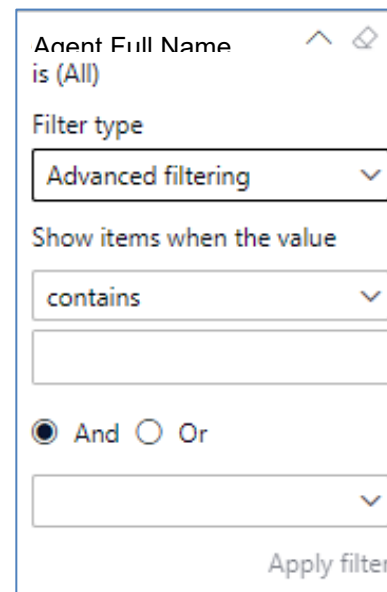 Agent Full Name
is (All)
Filter type
Advanced filtering
Show items when the value
contains
And Or
Apply filter